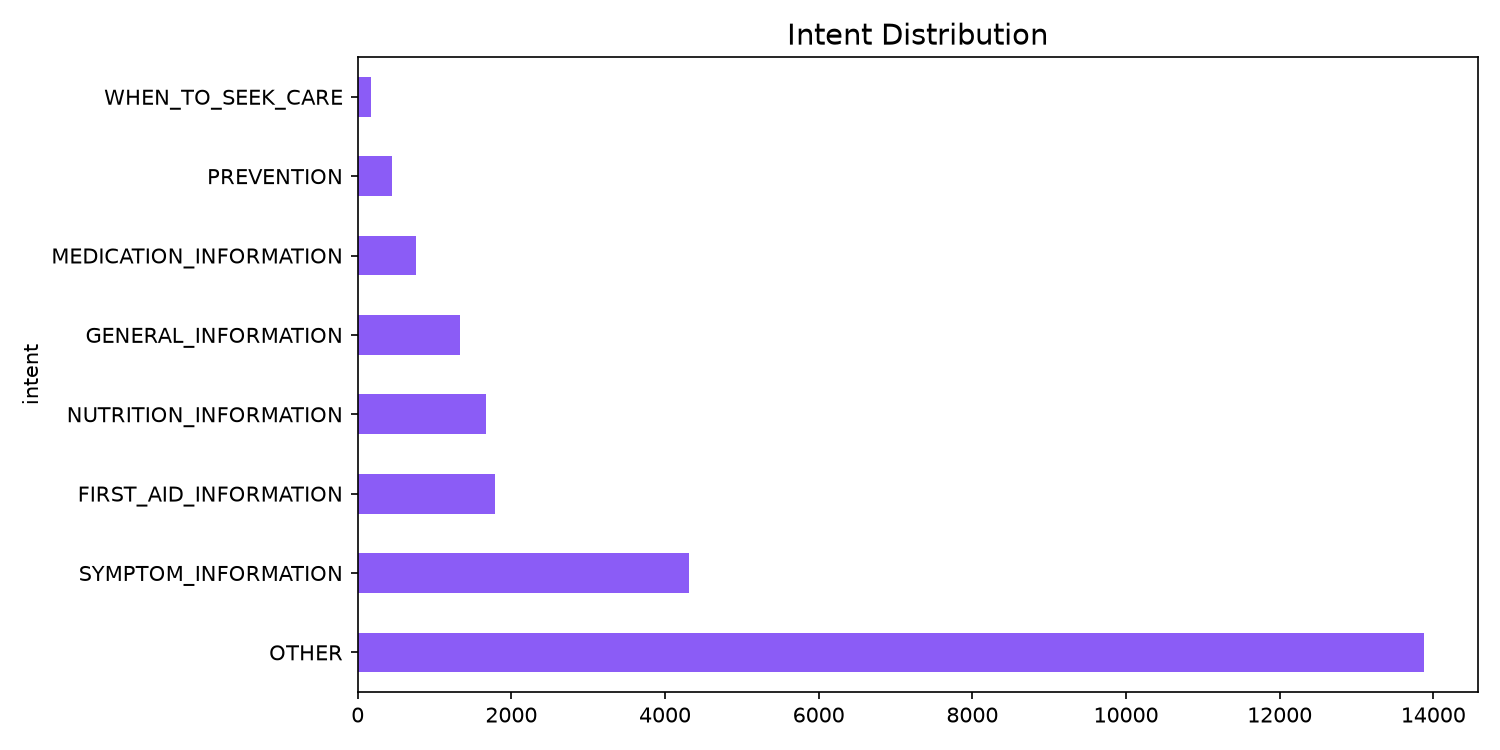 Intent Distribution
WHEN_TO_SEEK_CARE
PREVENTION
MEDICATION_INFORMATION
GENERAL_INFORMATION
NUTRITION_INFORMATION
FIRST_AID_INFORMATION
SYMPTOM_INFORMATION
OTHER
intent
0 2000 4000 6000 8000 10000 12000 14000